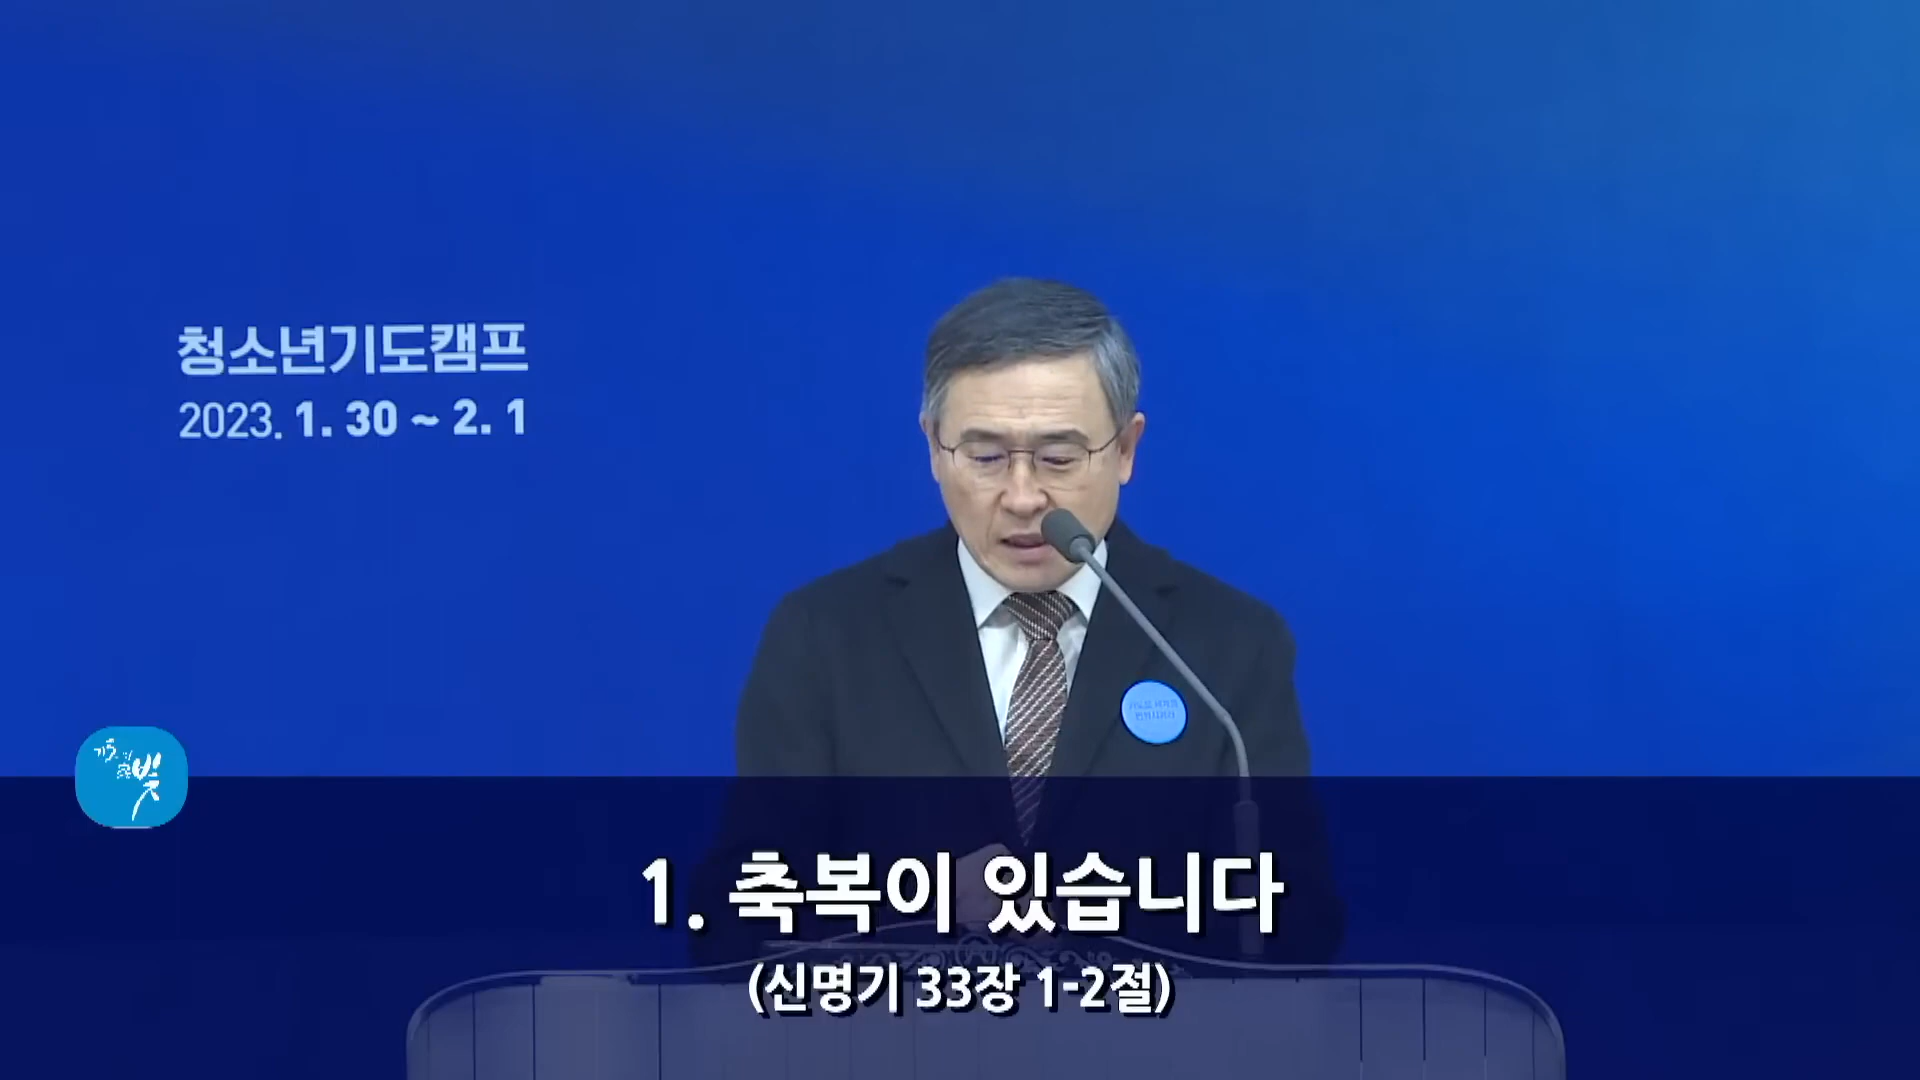 청소년기도캠프
2023. 1. 30 ~ 2. 1
빛
1. 축복이 있습니다
(신명기 33장 1-2절)